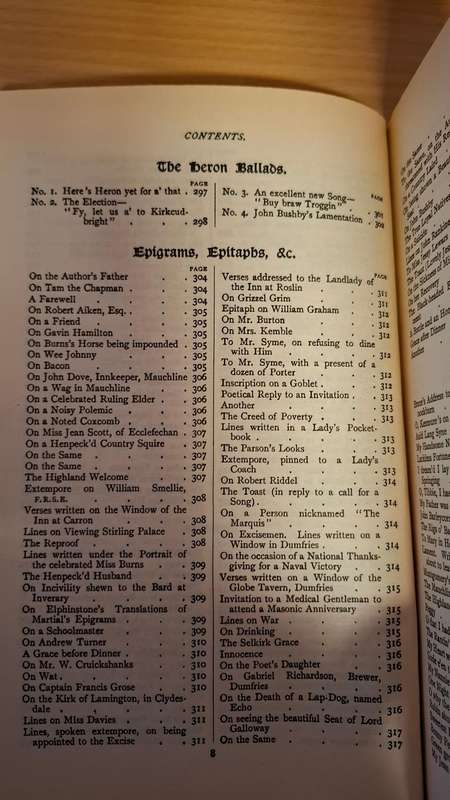 CONTENTS.
The Heron Ballads.
PAGE
No. 1. Here's Heron yet for a' that . 297
No. 2. The Election—
"Fy, let us a' to Kirkcud-
bright" . . . 298
PAGE
No. 3. An excellent new Song—
"Buy braw Troggin"
No. 4. John Bushby's Lamentation .
Epigrams, Epitaphs, &c.
PAGE
On the Author's Father . . 304
On Tam the Chapman . . . 304
A Farewell . . . . 304
On Robert Aiken, Esq. . . . 305
On a Friend . . . . 305
On Gavin Hamilton . . . 305
On Burns's Horse being impounded . 305
On Wee Johnny . . . 305
On Bacon . . . . 305
On John Dove, Innkeeper, Mauchline 306
On a Wag in Mauchline . . 306
On a Celebrated Ruling Elder . . 306
On a Noisy Polemic . . . 306
On a Noted Coxcomb . . . 306
On Miss Jean Scott, of Ecclefechan . 307
On a Henpeck'd Country Squire . 307
On the Same . . . . 307
On the Same . . . . 307
The Highland Welcome . . 307
Extempore on William Smellie,
F.R.S.E. . . . . 308
Verses written on the Window of the
Inn at Carron . . . 308
Lines on Viewing Stirling Palace . 308
The Reproof . . . . 308
Lines written under the Portrait of
the celebrated Miss Burns . . 309
The Henpeck'd Husband . . 309
On Incivility shewn to the Bard at
Inverary . . . . 309
On Elphinstone's Translations of
Martial's Epigrams . . . 309
On a Schoolmaster . . . 309
On Andrew Turner . . . 310
A Grace before Dinner . . . 310
On Mr. W. Cruickshanks . . 310
On Wat . . . . . 310
On Captain Francis Grose . . 310
On the Kirk of Lamington, in Clydes-
dale . . . . . 311
Lines on Miss Davies . . . 311
Lines, spoken extempore, on being
appointed to the Excise . . 311
PAGE
Verses addressed to the Landlady of
the Inn at Roslin . . . 311
On Grizzel Grim . . . 311
Epitaph on William Graham . . 312
On Mr. Burton . . . 312
On Mrs. Kemble . . .
To Mr. Syme, on refusing to dine
with Him . . . . 312
To Mr. Syme, with a present of a
dozen of Porter . . .
Inscription on a Goblet . . . 312
Poetical Reply to an Invitation . . 313
Another . . . . 313
The Creed of Poverty . . . 313
Lines written in a Lady's Pocket-
book . . . . . 313
The Parson's Looks . . .
Extempore, pinned to a Lady's
Coach . . . . 313
On Robert Riddel . . . 314
The Toast (in reply to a call for a
Song) . . . . . 314
On a Person nicknamed "The
Marquis" . . . . 314
On Excisemen. Lines written on a
Window in Dumfries . . . 314
On the occasion of a National Thanks-
giving for a Naval Victory . 314
Verses written on a Window of the
Globe Tavern, Dumfries . . 315
Invitation to a Medical Gentleman to
attend a Masonic Anniversary . 315
Lines on War . . . . 315
On Drinking . . . . 315
The Selkirk Grace . . . 316
Innocence . . . . 316
On the Poet's Daughter . . 316
On Gabriel Richardson, Brewer,
Dumfries . . . . 316
On the Death of a Lap-Dog, named
Echo . . . . . 316
On seeing the beautiful Seat of Lord
Galloway . . . . 317
On the Same . . . . 317
8